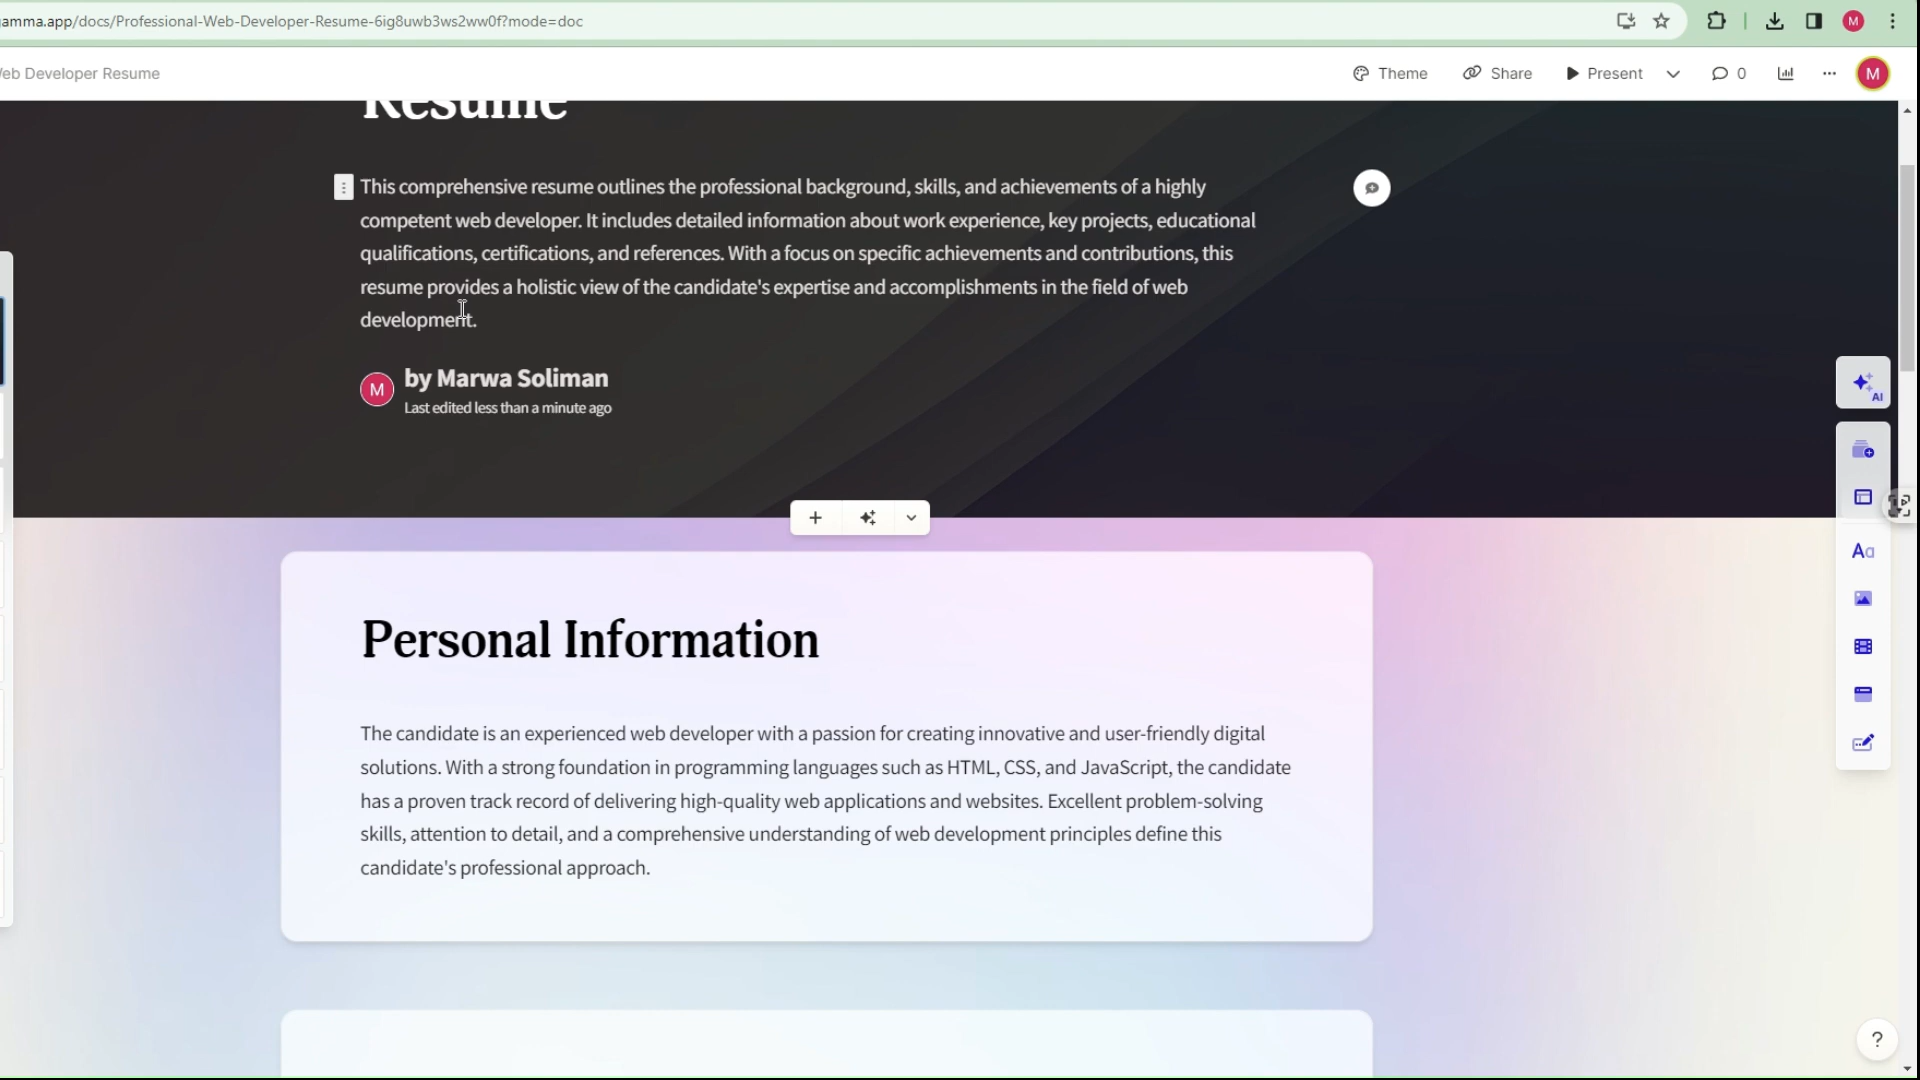 amma.app/docs/Professional-Web-Developer-Resume-6ig8uwb3ws2ww0f?mode=doc
M
eb Developer Resume
Theme
Share
Present
0
M
Resume
This comprehensive resume outlines the professional background, skills, and achievements of a highly
competent web developer. It includes detailed information about work experience, key projects, educational
qualifications, certifications, and references. With a focus on specific achievements and contributions, this
resume provides a holistic view of the candidate's expertise and accomplishments in the field of web
development.
M
by Marwa Soliman
Last edited less than a minute ago
AI
Aa
Personal Information
The candidate is an experienced web developer with a passion for creating innovative and user-friendly digital
solutions. With a strong foundation in programming languages such as HTML, CSS, and JavaScript, the candidate
has a proven track record of delivering high-quality web applications and websites. Excellent problem-solving
skills, attention to detail, and a comprehensive understanding of web development principles define this
candidate's professional approach.
?